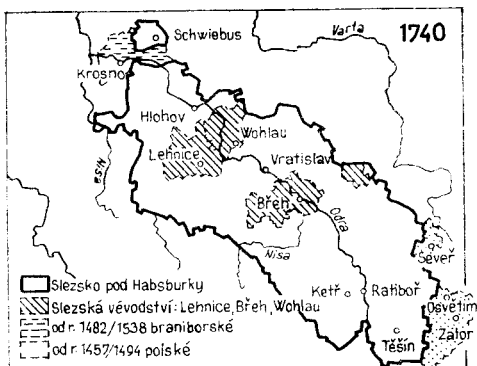 1740
Schwiebus
Varta
Krosno
Hlohov
Wohlau
Lehnice
Vratislav
Břeh
Odra
Nisa
Sever
Ketř
Ratiboř
Osvětim
Zator
Těšín
Slezsko pod Habsburky
Slezská vévodství: Lehnice, Břeh, Wohlau
od r. 1482/1538 braniborské
od r. 1457/1494 polské